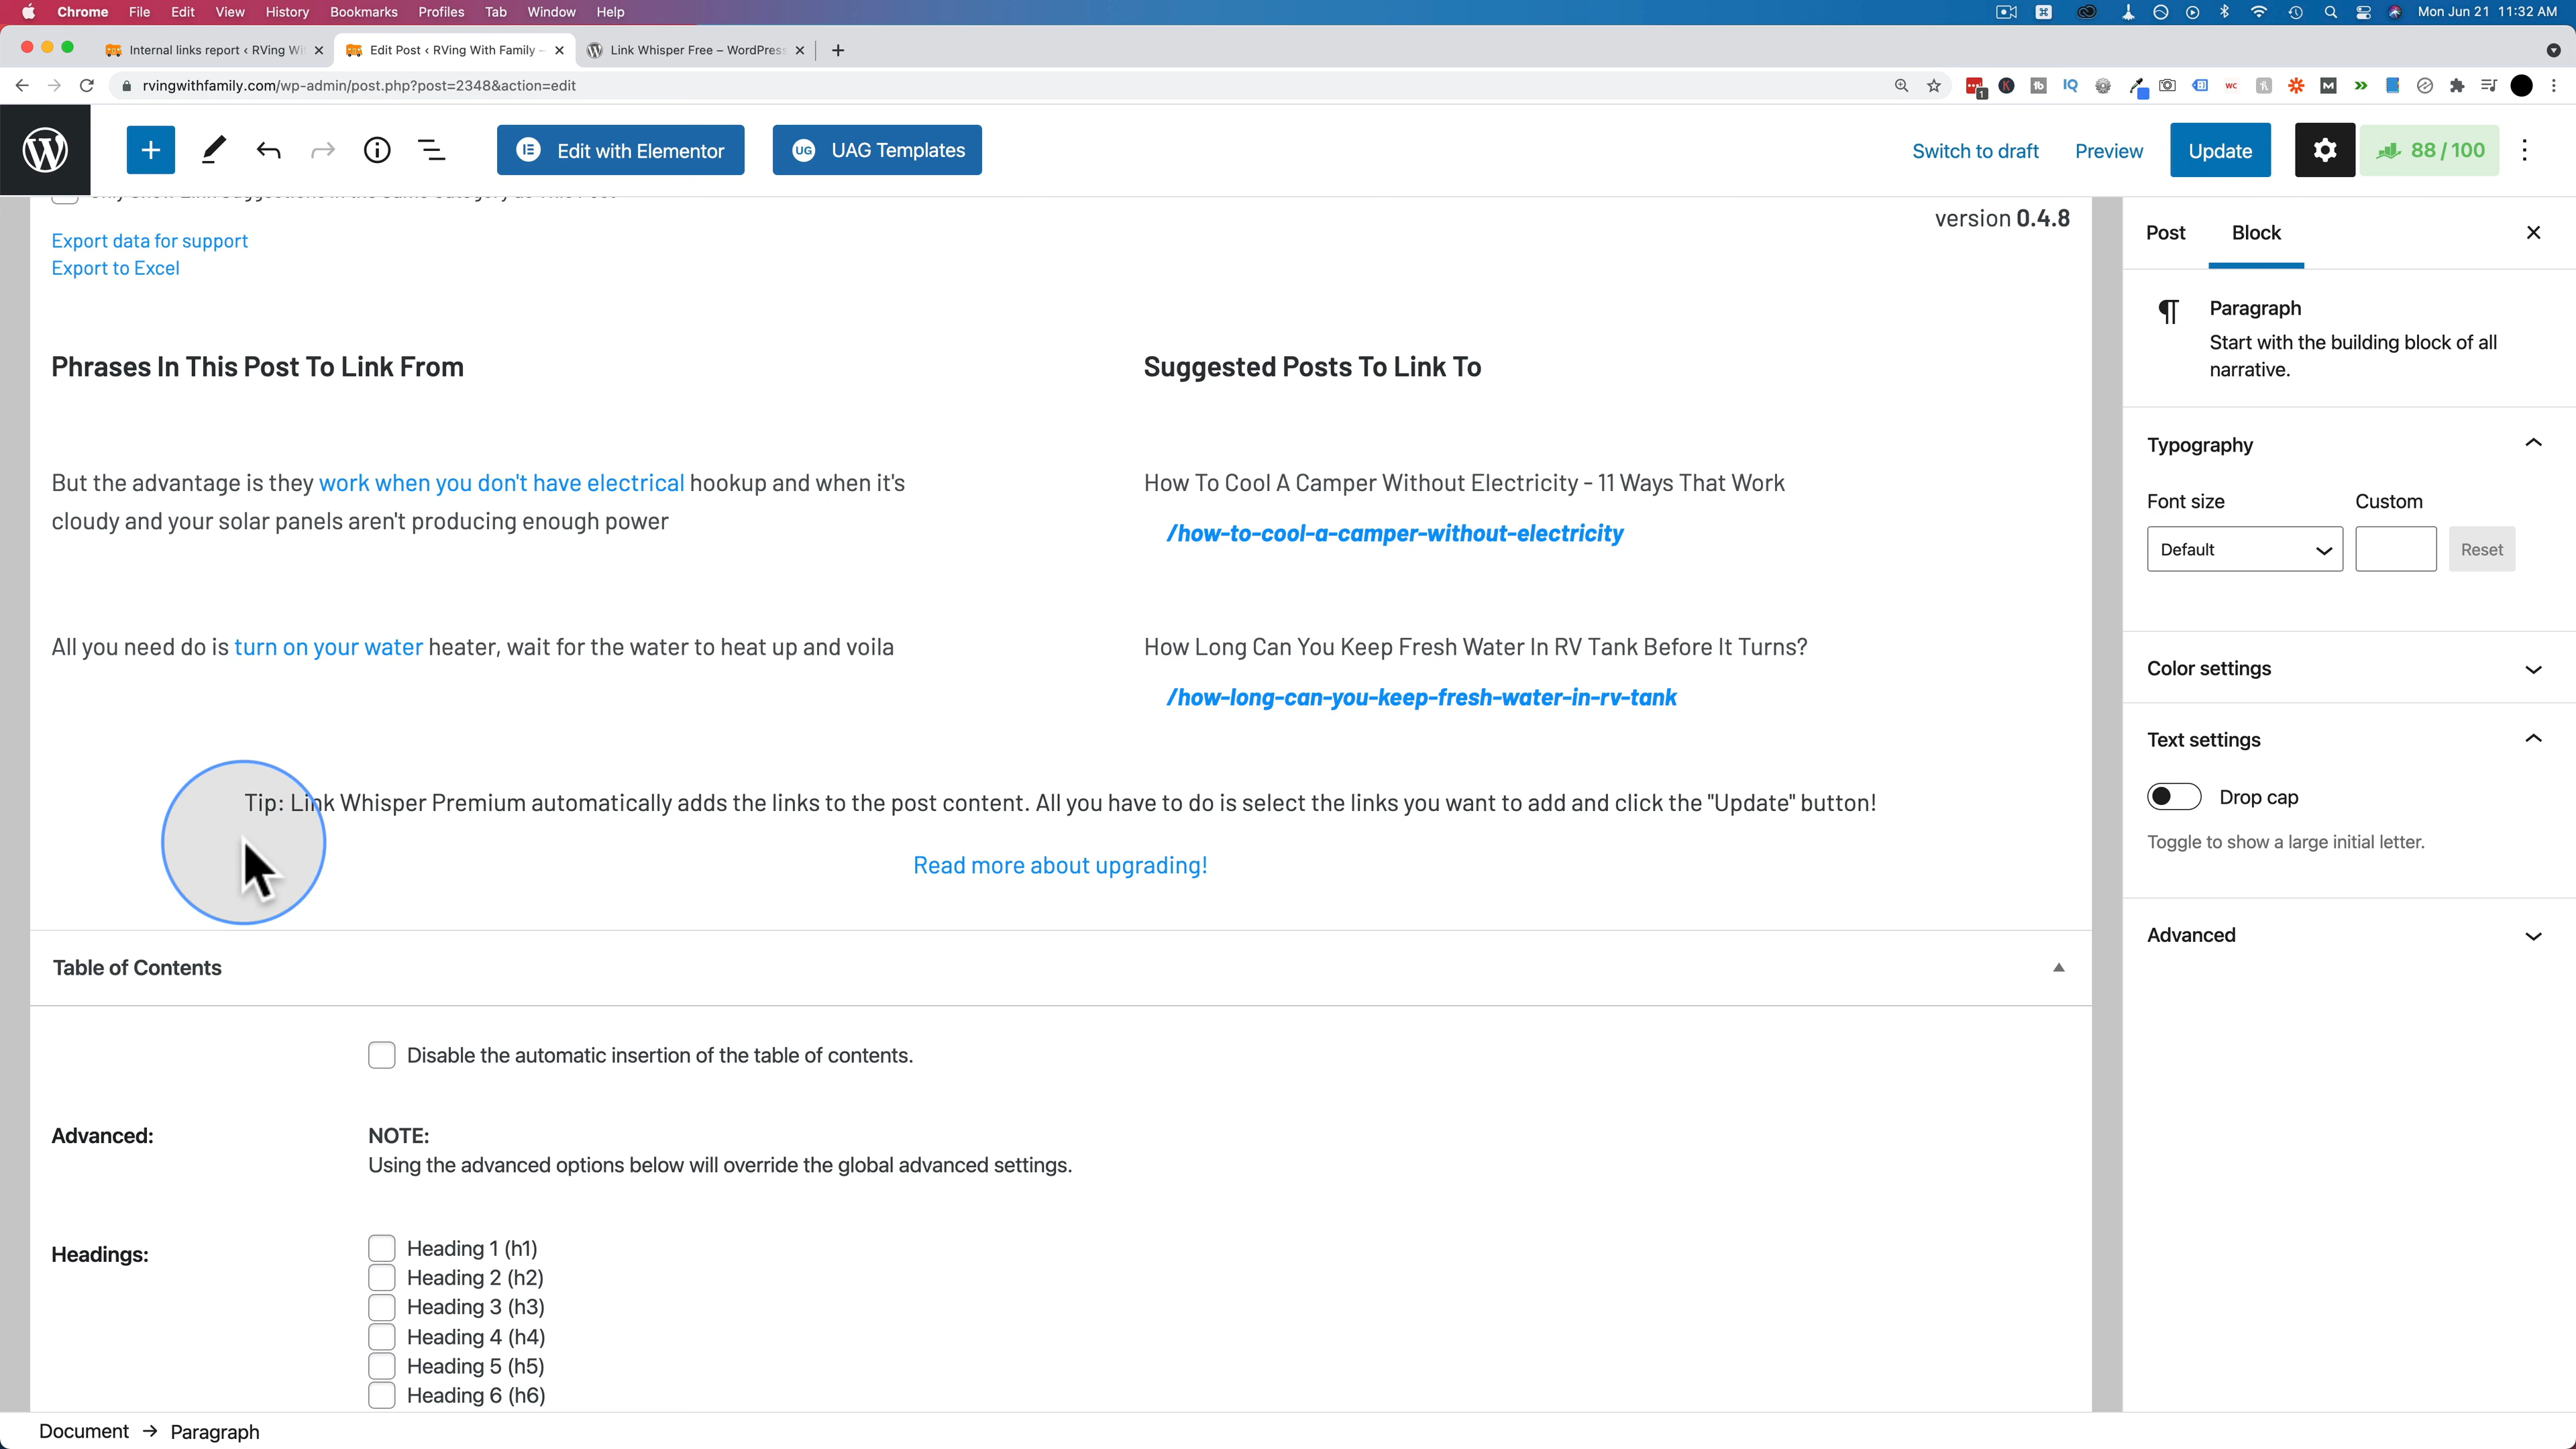 Chrome File Edit View History Bookmarks Profiles Tab Window Help
Mon Jun 21 11:32 AM
Internal links report ‹ RVing Wi
Edit Post ‹ RVing With Family –
Link Whisper Free – WordPress
rvingwithfamily.com/wp-admin/post.php?post=2348&action=edit
Edit with Elementor
UG UAG Templates
Switch to draft
Preview
Update
88 / 100
Only Show Link Suggestions in the Same Category as This Post
version 0.4.8
Export data for support
Export to Excel
Phrases In This Post To Link From
Suggested Posts To Link To
But the advantage is they work when you don't have electrical hookup and when it's
cloudy and your solar panels aren't producing enough power
How To Cool A Camper Without Electricity - 11 Ways That Work
/how-to-cool-a-camper-without-electricity
All you need do is turn on your water heater, wait for the water to heat up and voila
How Long Can You Keep Fresh Water In RV Tank Before It Turns?
/how-long-can-you-keep-fresh-water-in-rv-tank
Tip: Link Whisper Premium automatically adds the links to the post content. All you have to do is select the links you want to add and click the "Update" button!
Read more about upgrading!
Table of Contents
Disable the automatic insertion of the table of contents.
Advanced:
NOTE:
Using the advanced options below will override the global advanced settings.
Headings:
Heading 1 (h1)
Heading 2 (h2)
Heading 3 (h3)
Heading 4 (h4)
Heading 5 (h5)
Heading 6 (h6)
Document → Paragraph
Post
Block
Paragraph
Start with the building block of all
narrative.
Typography
Font size
Custom
Default
Reset
Color settings
Text settings
Drop cap
Toggle to show a large initial letter.
Advanced